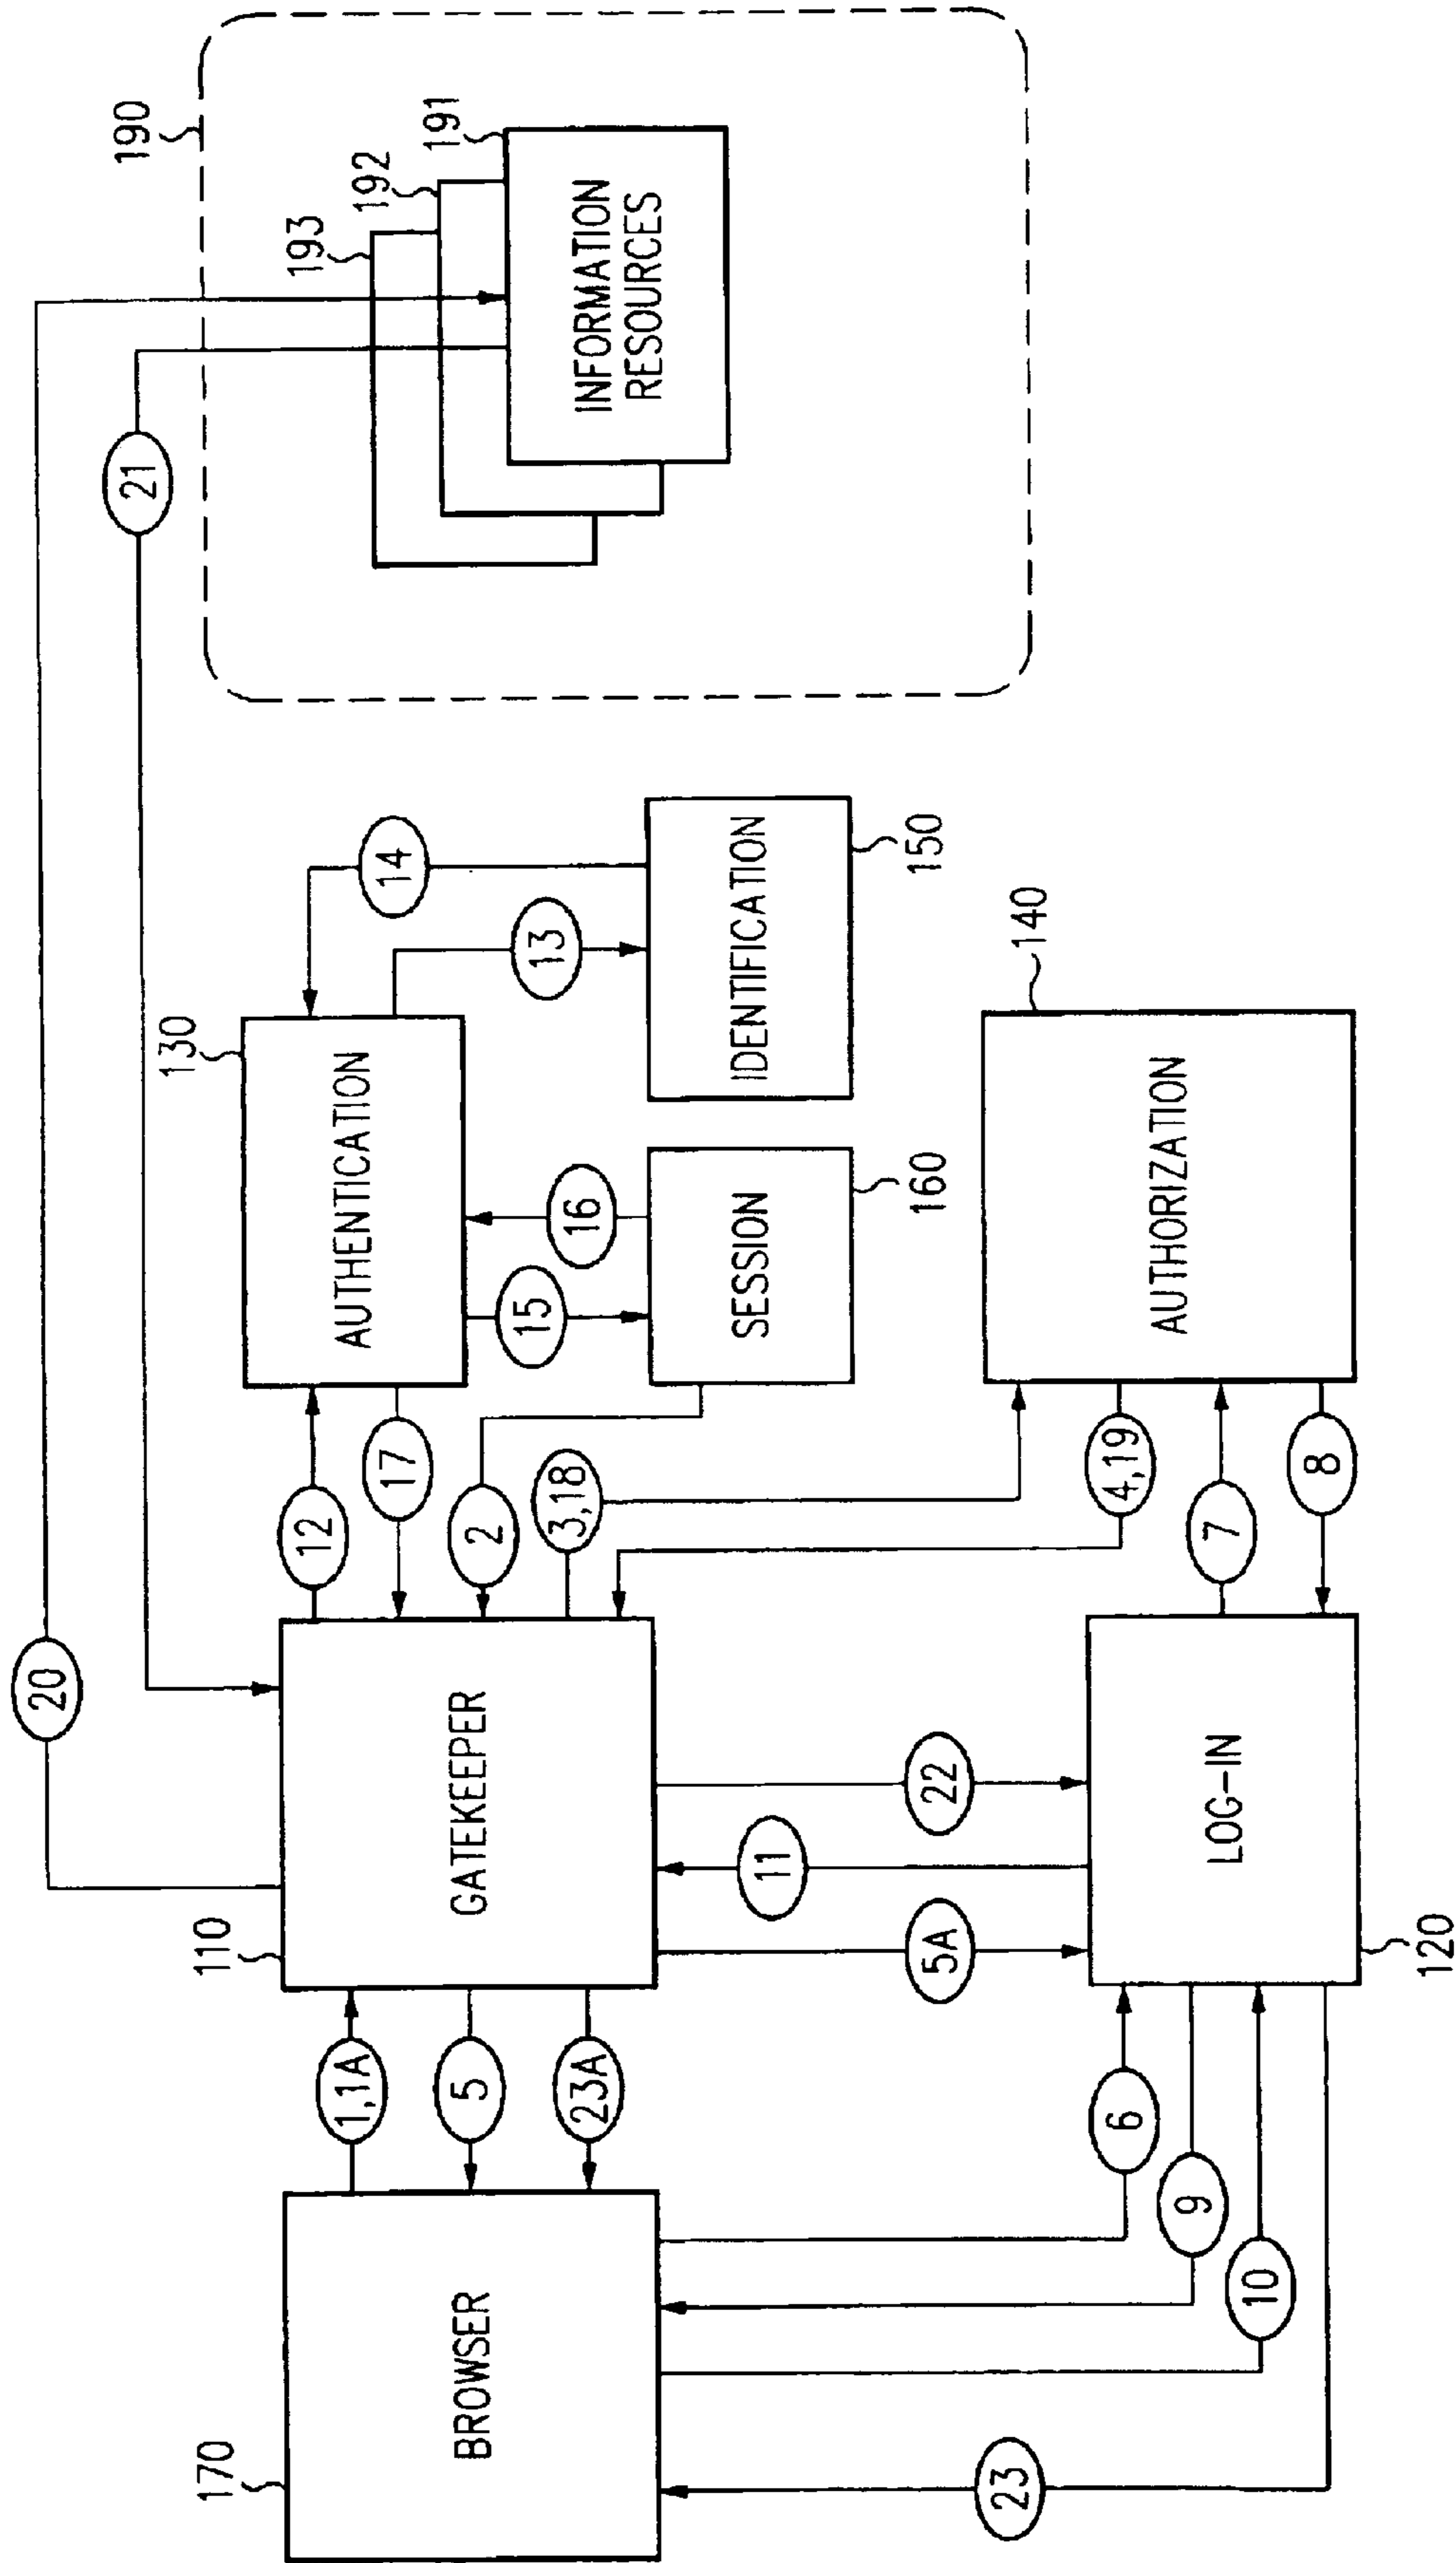 170
BROWSER
1,1A
5
23A
110
GATEKEEPER
20
21
12
17
2
3,18
130
AUTHENTICATION
15
16
13
14
SESSION
160
IDENTIFICATION
150
190
193
192
191
INFORMATION
RESOURCES
23
6
9
10
5A
11
22
LOG-IN
120
7
8
4,19
AUTHORIZATION
140